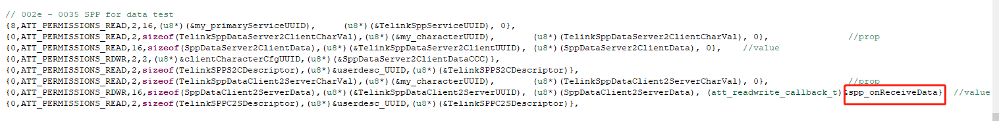 // 002e - 0035 SPP for data test
{8,ATT_PERMISSIONS_READ,2,16,(u8*)(&my_primaryServiceUUID), (u8*)(&TelinkSppServiceUUID), 0},
{0,ATT_PERMISSIONS_READ,2,sizeof(TelinkSppDataServer2ClientCharVal),(u8*)(&my_characterUUID), (u8*)(TelinkSppDataServer2ClientCharVal), 0}, //prop
{0,ATT_PERMISSIONS_READ,16,sizeof(SppDataServer2ClientData),(u8*)(&TelinkSppDataServer2ClientUUID), (u8*)(SppDataServer2ClientData), 0}, //value
{0,ATT_PERMISSIONS_RDWR,2,2,(u8*)&clientCharacterCfgUUID,(u8*)(&SppDataServer2ClientDataCCC)},
{0,ATT_PERMISSIONS_READ,2,sizeof(TelinkSPPS2CDescriptor),(u8*)&userdesc_UUID,(u8*)(&TelinkSPPS2CDescriptor)},
{0,ATT_PERMISSIONS_READ,2,sizeof(TelinkSppDataClient2ServerCharVal),(u8*)(&my_characterUUID), (u8*)(TelinkSppDataClient2ServerCharVal), 0}, //prop
{0,ATT_PERMISSIONS_RDWR,16,sizeof(SppDataClient2ServerData),(u8*)(&TelinkSppDataClient2ServerUUID), (u8*)(SppDataClient2ServerData), (att_readwrite_callback_t)&spp_onReceiveData} //value
{0,ATT_PERMISSIONS_READ,2,sizeof(TelinkSPPC2SDescriptor),(u8*)&userdesc_UUID,(u8*)(&TelinkSPPC2SDescriptor)},